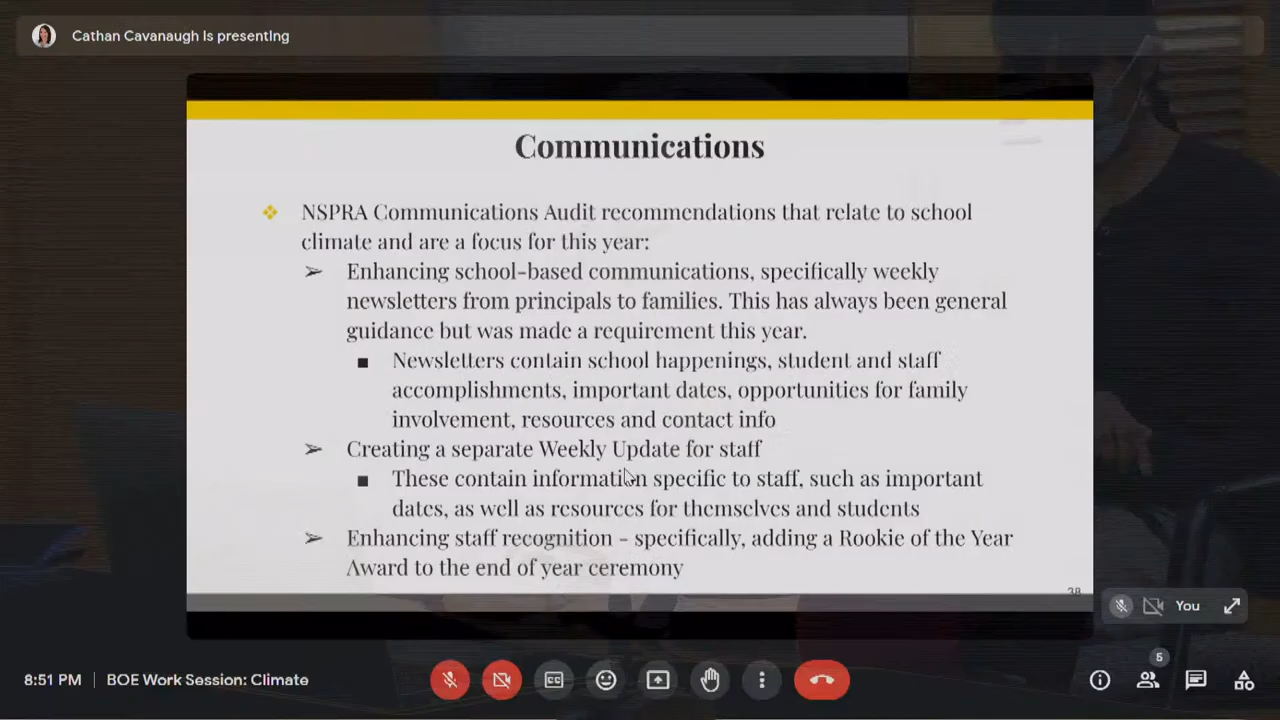 Cathan Cavanaugh is presenting
Communications
NSPRA Communications Audit recommendations that relate to school
climate and are a focus for this year:
Enhancing school-based communications, specifically weekly
newsletters from principals to families. This has always been general
guidance but was made a requirement this year.
Newsletters contain school happenings, student and staff
accomplishments, important dates, opportunities for family
involvement, resources and contact info
Creating a separate Weekly Update for staff
These contain information specific to staff, such as important
dates, as well as resources for themselves and students
Enhancing staff recognition - specifically, adding a Rookie of the Year
Award to the end of year ceremony
38
You
8:51 PM | BOE Work Session: Climate
CC
5